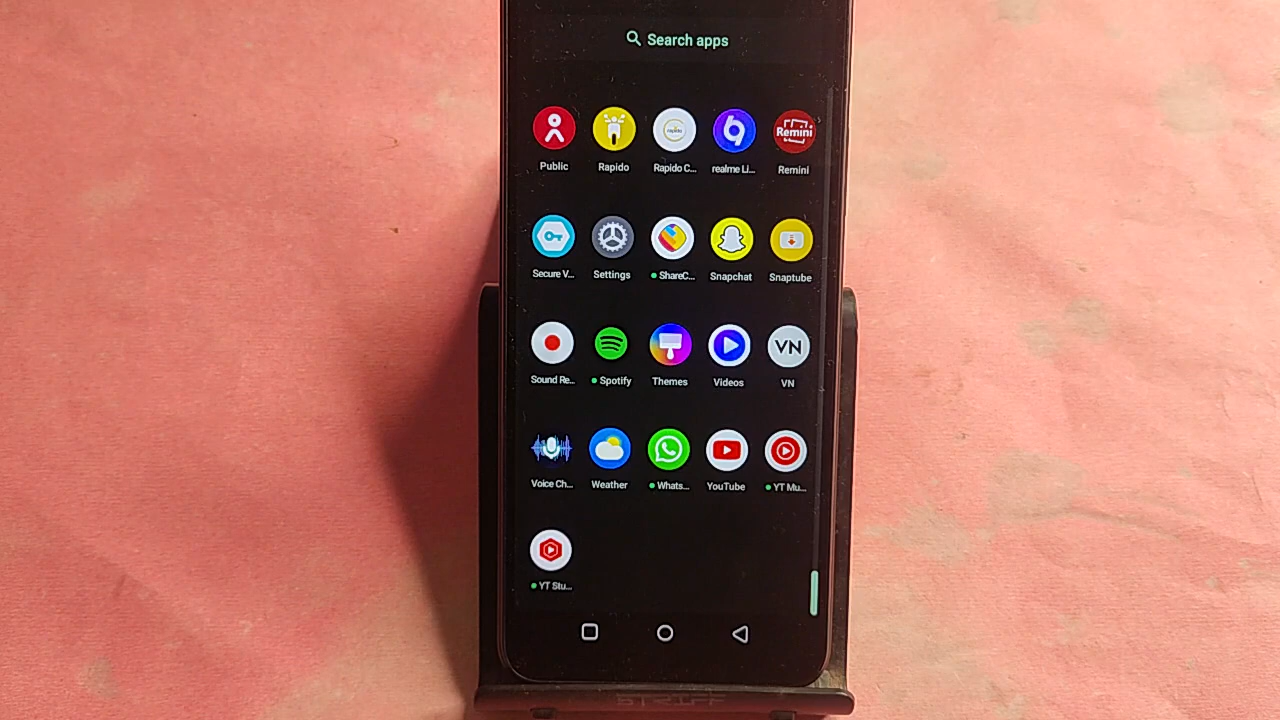 Search apps
rapido
Remini
Public
Rapido
Rapido C...
realme Li...
Remini
Secure V...
Settings
ShareC...
Snapchat
Snaptube
VN
Sound Re...
Spotify
Themes
Videos
VN
Voice Ch...
Weather
Whats...
YouTube
YT Mu...
YT Stu...